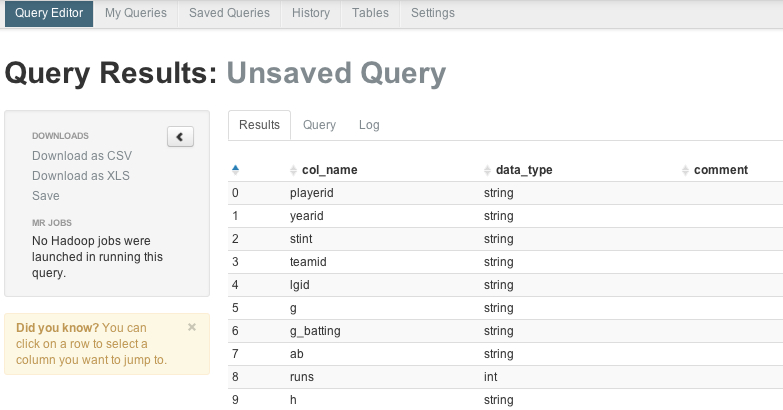 Query Editor My Queries Saved Queries History Tables Settings
Query Results: Unsaved Query
DOWNLOADS
Download as CSV
Download as XLS
Save
MR JOBS
No Hadoop jobs were
launched in running this
query.
Did you know? You can
click on a row to select a
column you want to jump to.
×
Results Query Log
col_name data_type comment
0 playerid string
1 yearid string
2 stint string
3 teamid string
4 lgid string
5 g string
6 g_batting string
7 ab string
8 runs int
9 h string